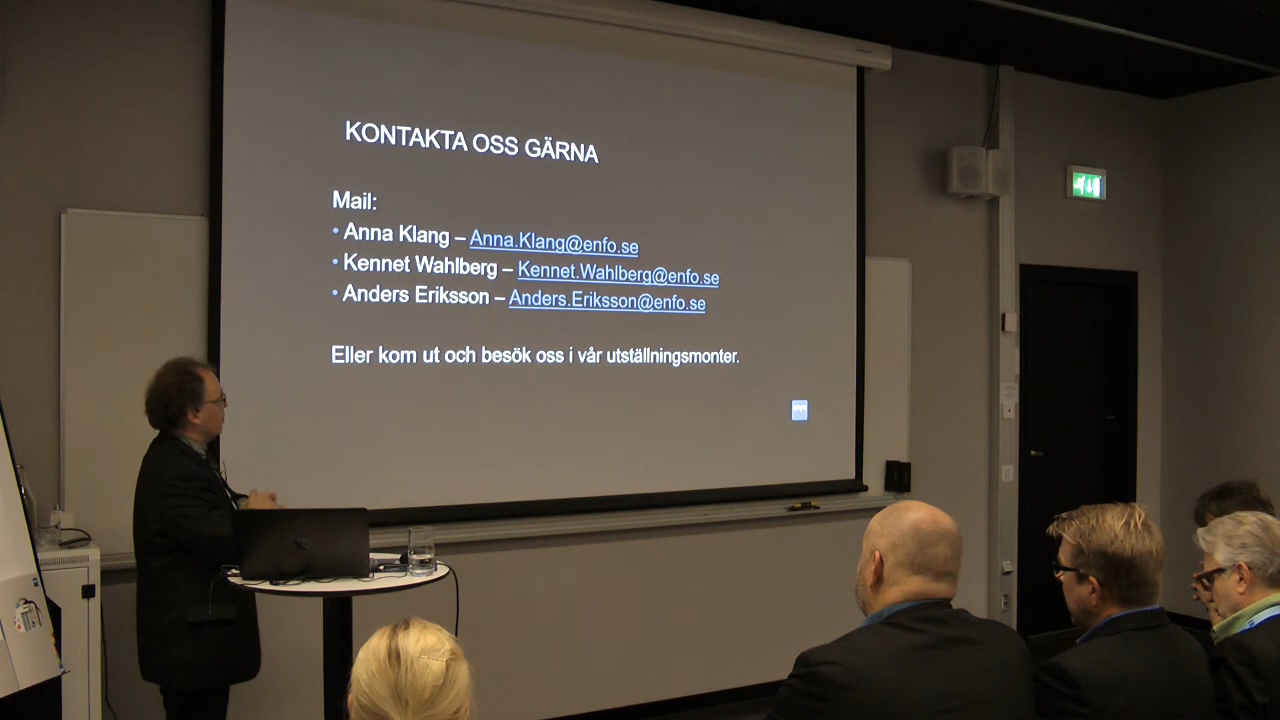 KONTAKTA OSS GÄRNA
Mail:
• Anna Klang – Anna.Klang@enfo.se
• Kennet Wahlberg – Kennet.Wahlberg@enfo.se
• Anders Eriksson – Anders.Eriksson@enfo.se
Eller kom ut och besök oss i vår utställningsmonter.